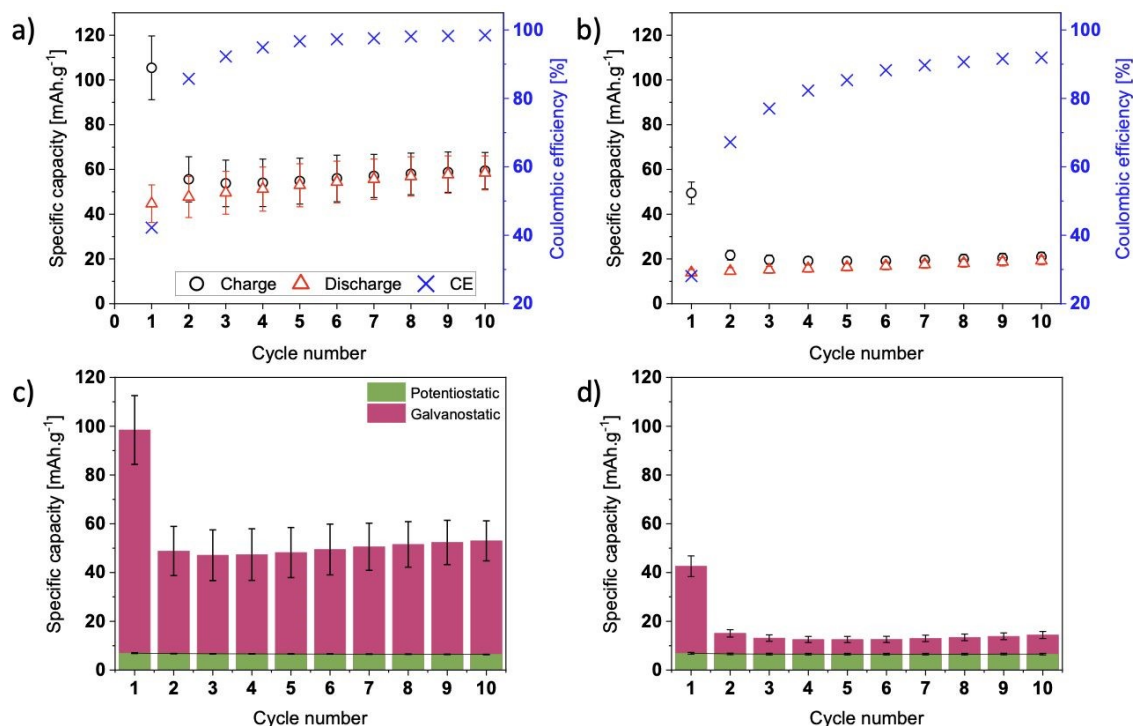 a)
Specific capacity [mAh.g⁻¹]
120
100
80
60
40
20
0
100
80
60
40
20
Coulombic efficiency [%]
Charge Discharge CE
0 1 2 3 4 5 6 7 8 9 10
Cycle number
b)
Specific capacity [mAh.g⁻¹]
120
100
80
60
40
20
0
100
80
60
40
20
Coulombic efficiency [%]
1 2 3 4 5 6 7 8 9 10
Cycle number
c)
Specific capacity [mAh.g⁻¹]
120
100
80
60
40
20
0
Potentiostatic
Galvanostatic
1 2 3 4 5 6 7 8 9 10
Cycle number
d)
Specific capacity [mAh.g⁻¹]
120
100
80
60
40
20
0
1 2 3 4 5 6 7 8 9 10
Cycle number